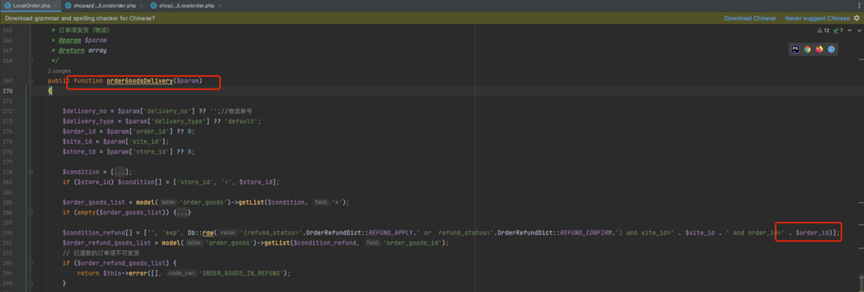 LocalOrder.php shopapi/.../Localorder.php shop/.../Localorder.php
Download grammar and spelling checker for Chinese? Download Chinese Never suggest Chinese
265 * 订单项发货（物流）
266 * @param $param
267 * @return array
268 */
2 usages
269 public function orderGoodsDelivery($param)
270 {
271
272 $delivery_no = $param['delivery_no'] ?? '';//物流单号
273 $delivery_type = $param['delivery_type'] ?? 'default';
274 $order_id = $param['order_id'] ?? 0;
275 $site_id = $param['site_id'];
276 $store_id = $param['store_id'] ?? 0;
277
278 $condition = [...];
283 if ($store_id) $condition[] = ['store_id', '=', $store_id];
284
285 $order_goods_list = model( table: 'order_goods')->getList($condition, field: '*');
286 if (empty($order_goods_list)) {...}
290 $condition_refund[] = ['', 'exp', Db::raw( value: '(refund_status='.OrderRefundDict::REFUND_APPLY.' or refund_status='.OrderRefundDict::REFUND_CONFIRM.') and site_id=' . $site_id . ' and order_id=' . $order_id)];
291 $order_refund_goods_list = model( table: 'order_goods')->getList($condition_refund, field: 'order_goods_id');
292 // 已退款的订单项不可发货
293 if ($order_refund_goods_list) {
294 return $this->error([], code_var: 'ORDER_GOODS_IN_REFUND');
295 }